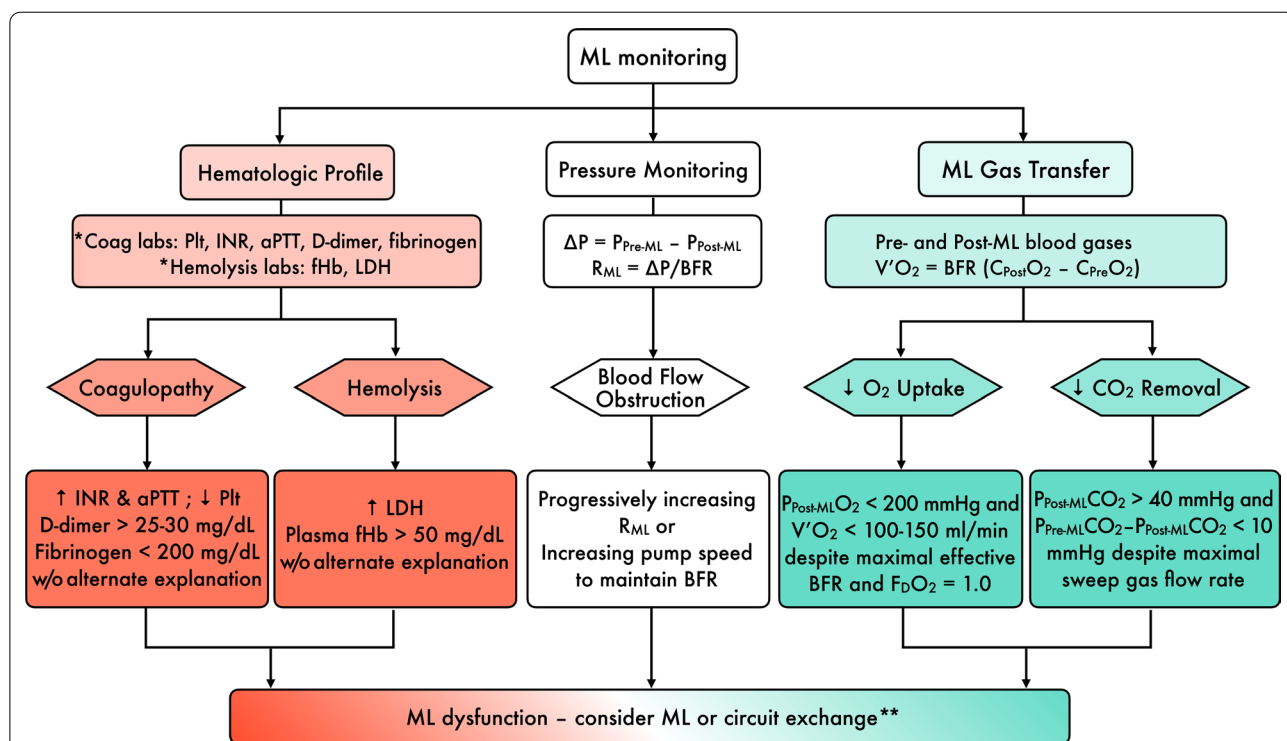 ML monitoring
Hematologic Profile
Pressure Monitoring
ML Gas Transfer
*Coag labs: Plt, INR, aPTT, D-dimer, fibrinogen
*Hemolysis labs: fHb, LDH
ΔP = PPre-ML – PPost-ML
RML = ΔP/BFR
Pre- and Post-ML blood gases
V'O2 = BFR (CPostO2 – CPreO2)
Coagulopathy
Hemolysis
Blood Flow
Obstruction
↓ O2 Uptake
↓ CO2 Removal
↑ INR & aPTT ; ↓ Plt
D-dimer > 25-30 mg/dL
Fibrinogen < 200 mg/dL
w/o alternate explanation
↑ LDH
Plasma fHb > 50 mg/dL
w/o alternate explanation
Progressively increasing
RML or
Increasing pump speed
to maintain BFR
PPost-MLO2 < 200 mmHg and
V'O2 < 100-150 ml/min
despite maximal effective
BFR and FDO2 = 1.0
PPost-MLCO2 > 40 mmHg and
PPre-MLCO2–PPost-MLCO2 < 10
mmHg despite maximal
sweep gas flow rate
ML dysfunction – consider ML or circuit exchange**